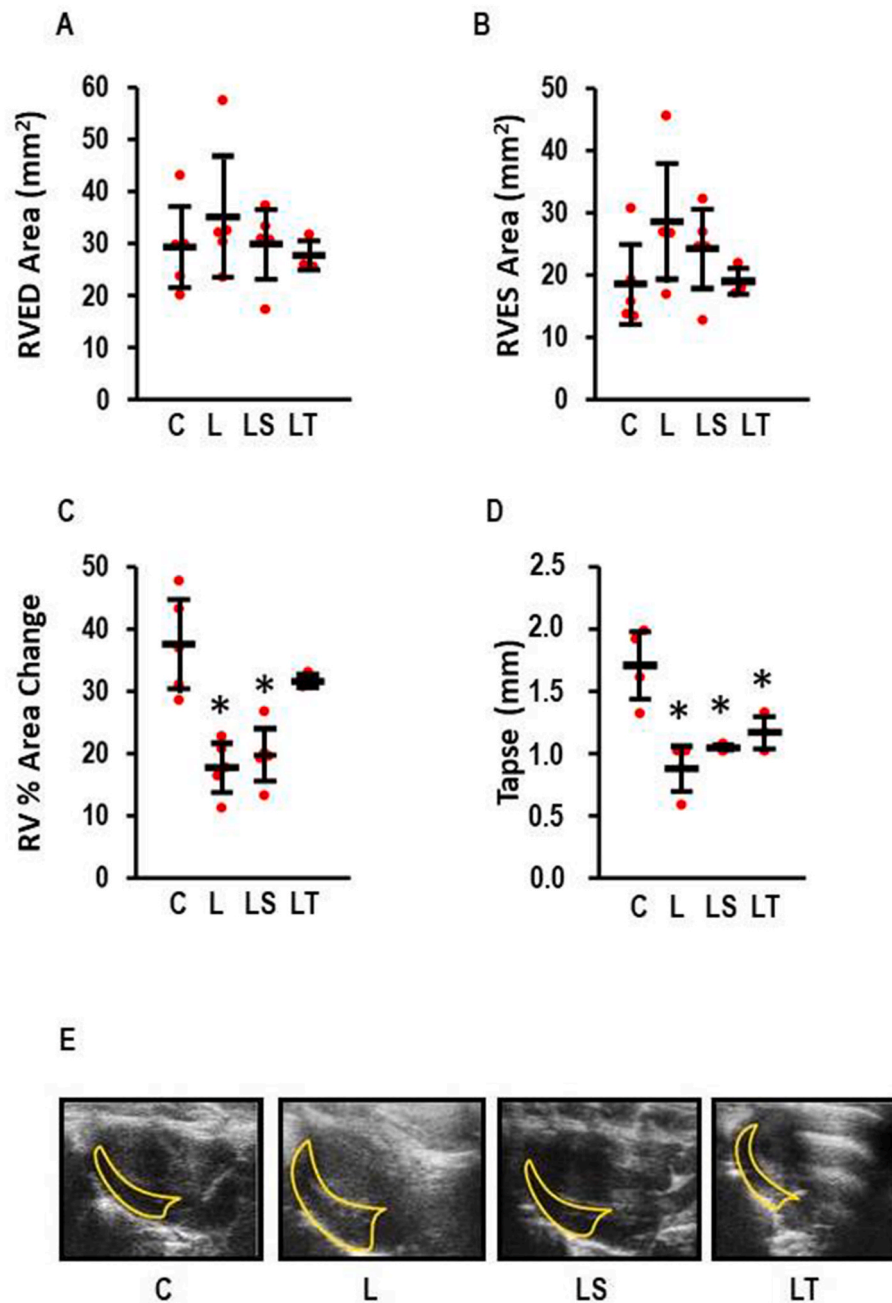 A
RVED Area (mm²)
60
50
40
30
20
10
0
C L LS LT
B
RVES Area (mm²)
50
40
30
20
10
0
C L LS LT
C
RV % Area Change
50
40
30
20
10
0
* *
C L LS LT
D
Tapse (mm)
2.5
2.0
1.5
1.0
0.5
0.0
* * *
C L LS LT
E
C L LS LT